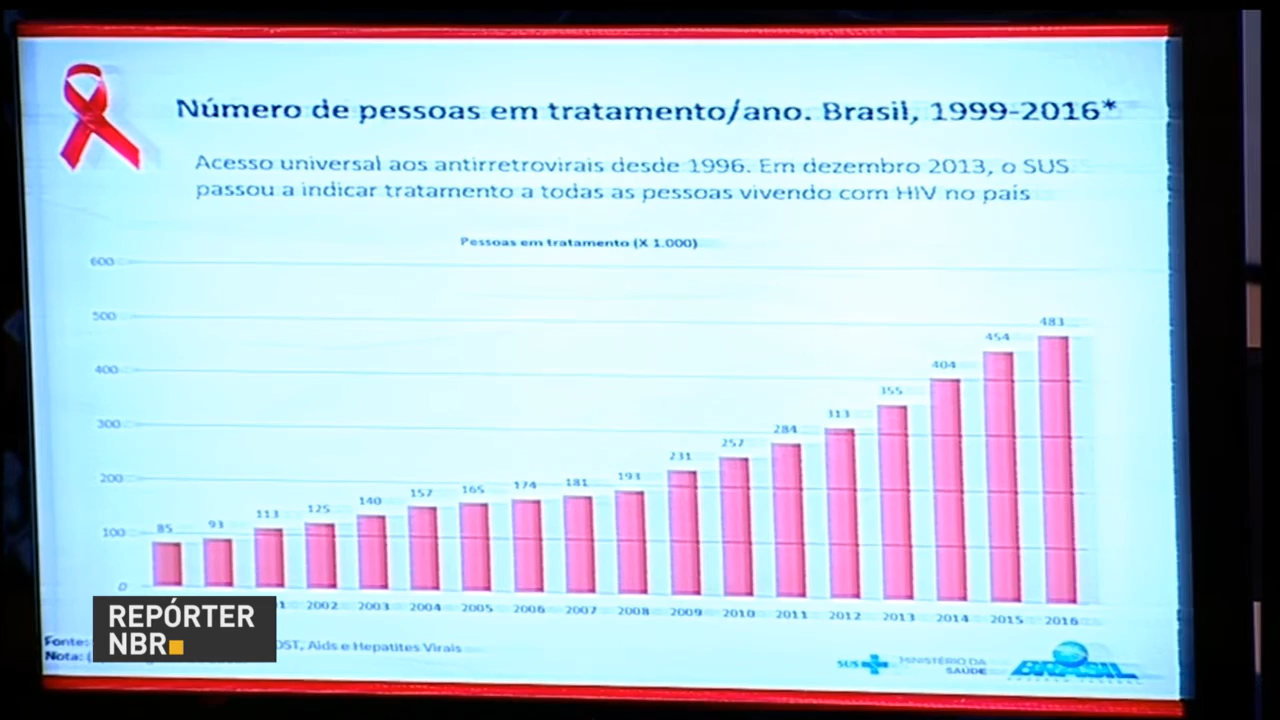 Número de pessoas em tratamento/ano. Brasil, 1999-2016*
Acesso universal aos antirretrovirais desde 1996. Em dezembro 2013, o SUS
passou a indicar tratamento a todas as pessoas vivendo com HIV no país
Pessoas em tratamento (X 1.000)
600
500
400
300
200
100
0
85 93 113 125 140 157 165 174 181 193 231 257 284 313 355 404 454 483
2002 2003 2004 2005 2006 2007 2008 2009 2010 2011 2012 2013 2014 2015 2016
REPÓRTER
NBR
Fonte: DST, Aids e Hepatites Virais
Nota:
SUS MINISTÉRIO DA
SAÚDE
BRASIL
GOVERNO FEDERAL